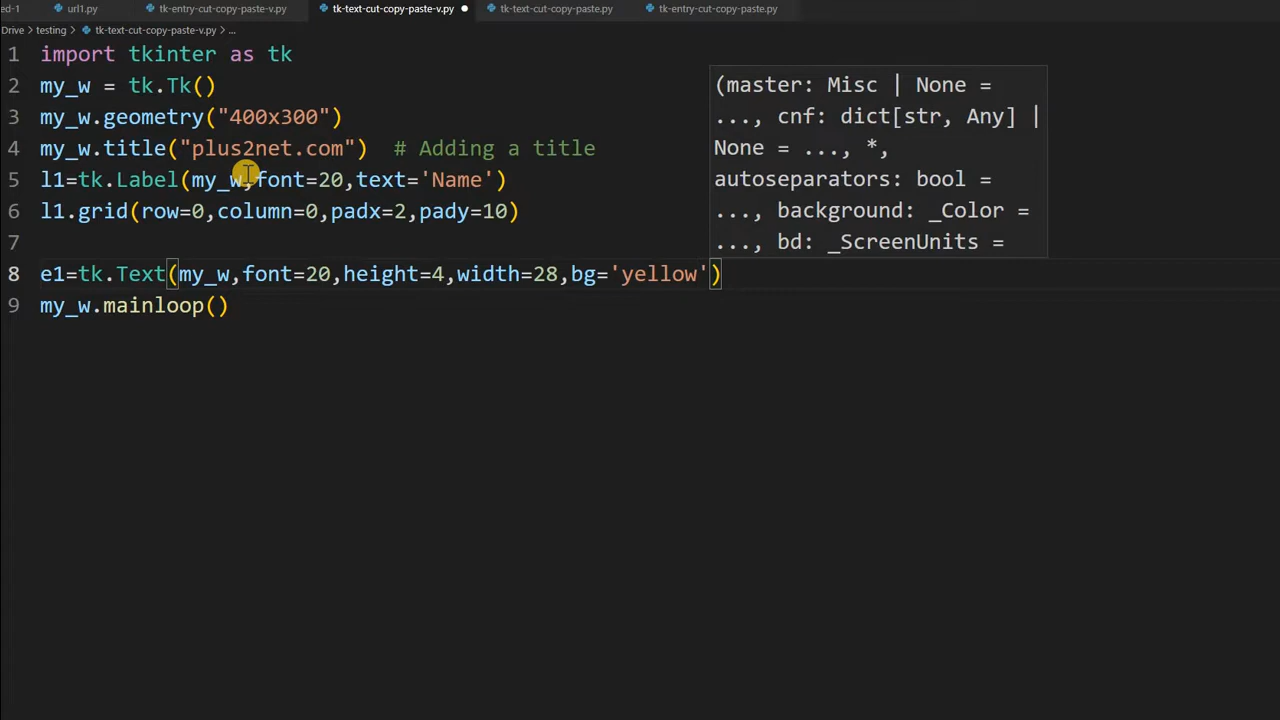 ed-1 url1.py tk-entry-cut-copy-paste-v.py tk-text-cut-copy-paste-v.py tk-text-cut-copy-paste.py tk-entry-cut-copy-paste.py
Drive > testing > tk-text-cut-copy-paste-v.py > ...
1 import tkinter as tk
2 my_w = tk.Tk()
3 my_w.geometry("400x300")
4 my_w.title("plus2net.com")  # Adding a title
5 l1=tk.Label(my_w,font=20,text='Name')
6 l1.grid(row=0,column=0,padx=2,pady=10)
7
8 e1=tk.Text(my_w,font=20,height=4,width=28,bg='yellow')
9 my_w.mainloop()
(master: Misc | None =
..., cnf: dict[str, Any] |
None = ..., *,
autoseparators: bool =
..., background: _Color =
..., bd: _ScreenUnits =